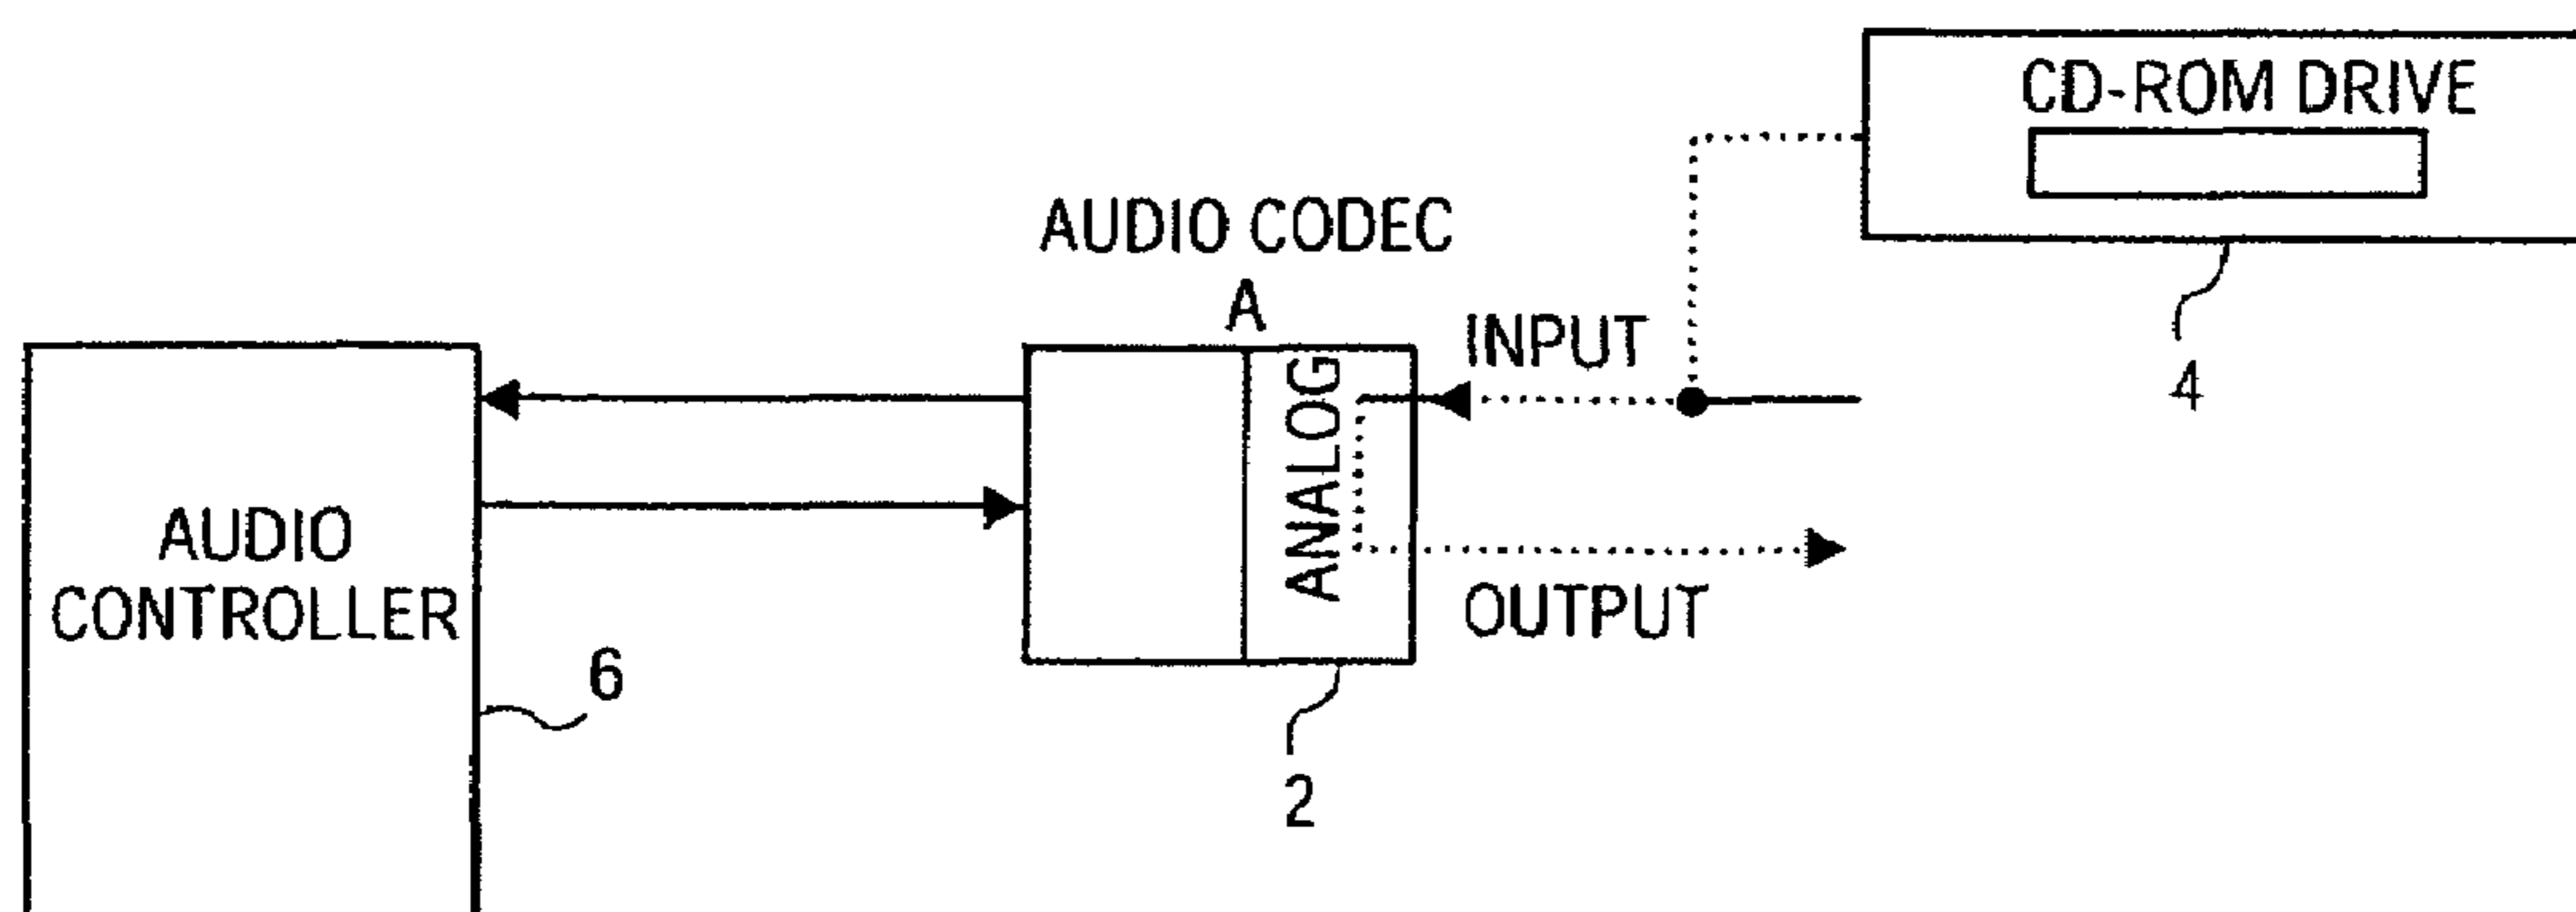 CD-ROM DRIVE
4
AUDIO CODEC
A
INPUT
ANALOG
OUTPUT
2
AUDIO
CONTROLLER
6